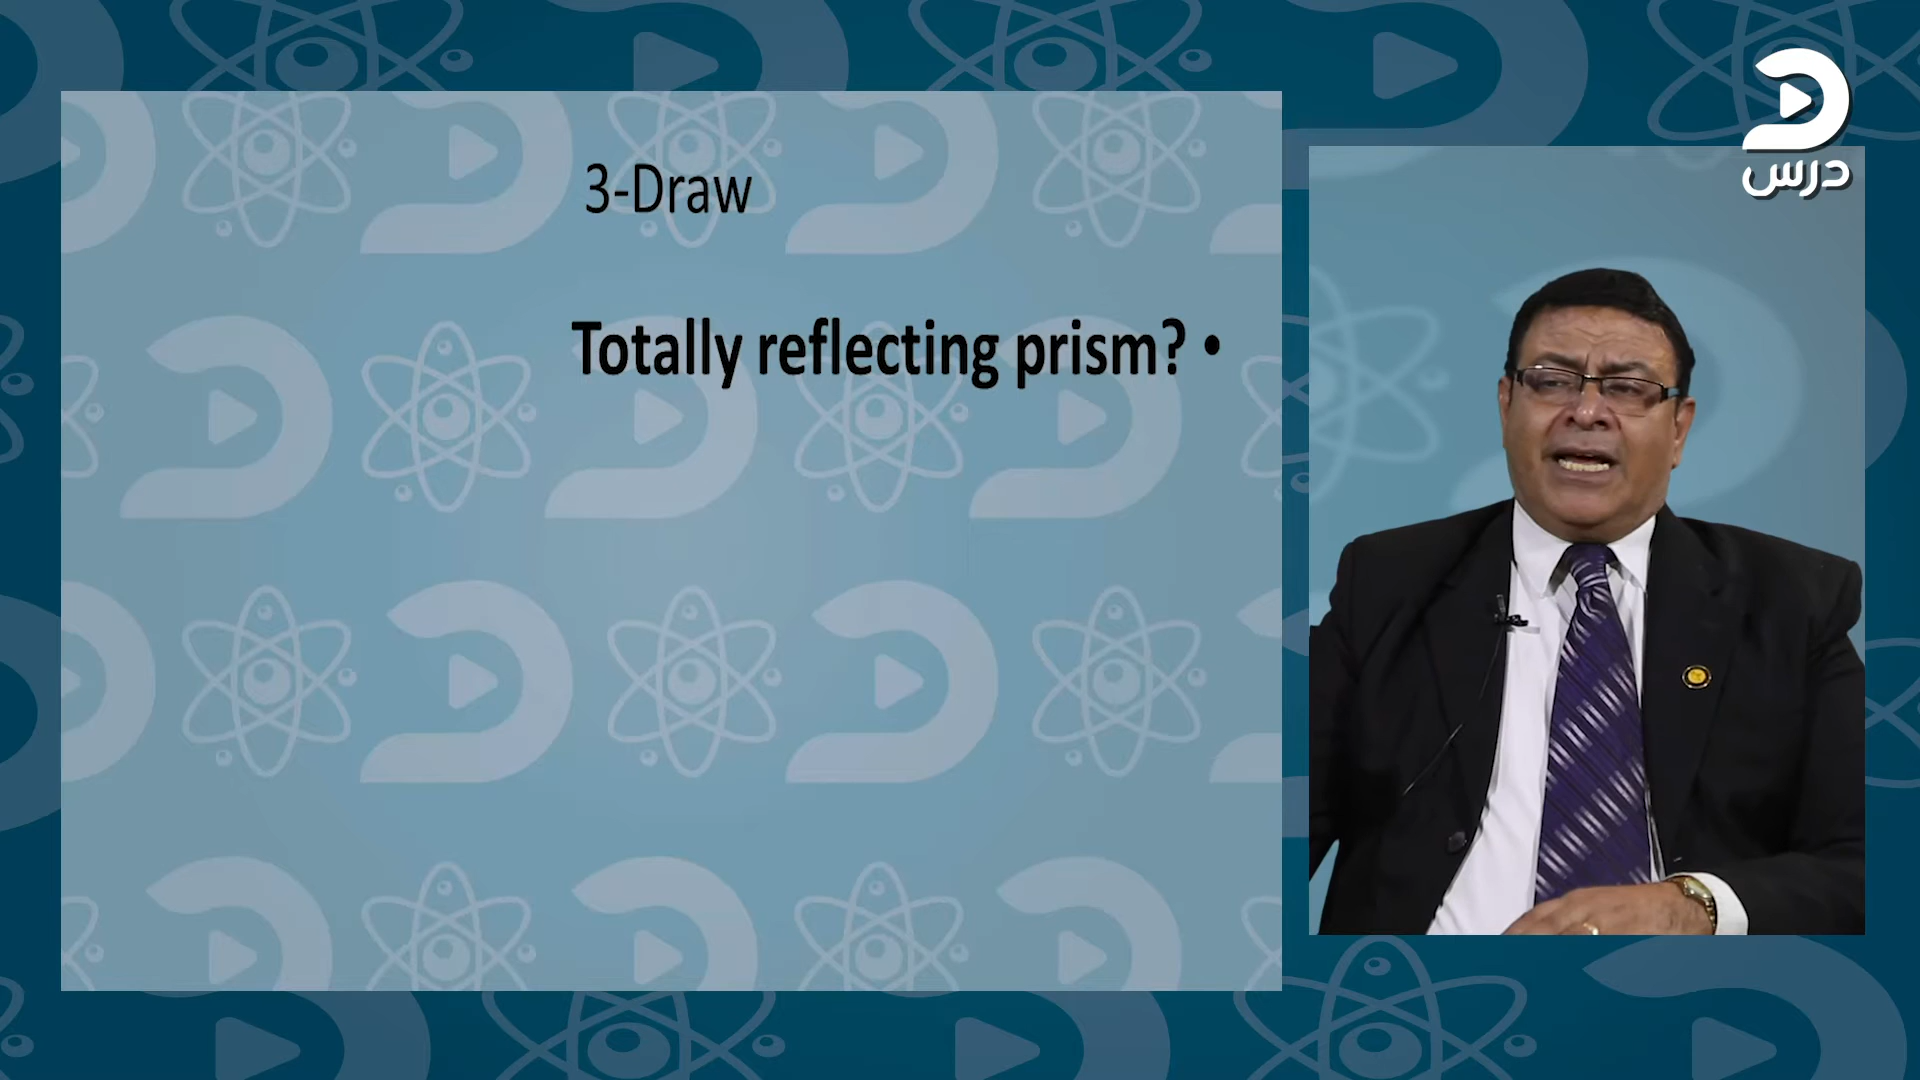 3-Draw
Totally reflecting prism? •
درس